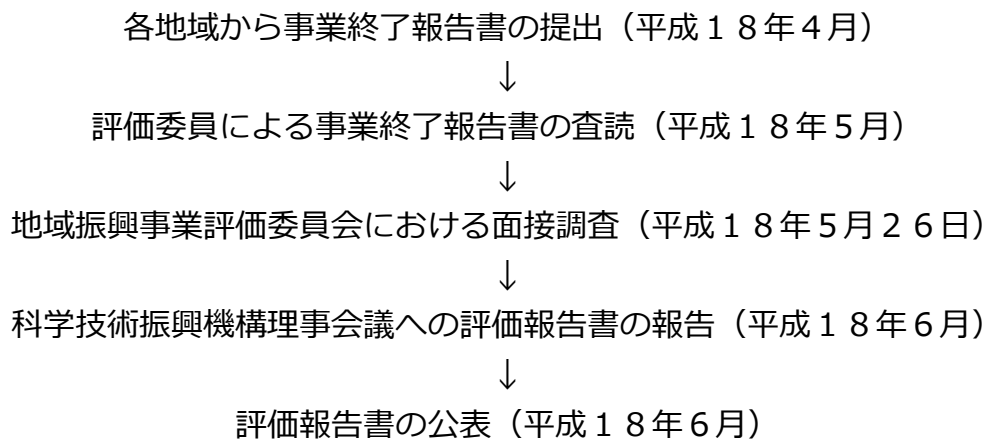 各地域から事業終了報告書の提出（平成１８年４月）
↓
評価委員による事業終了報告書の査読（平成１８年５月）
↓
地域振興事業評価委員会における面接調査（平成１８年５月２６日）
↓
科学技術振興機構理事会議への評価報告書の報告（平成１８年６月）
↓
評価報告書の公表（平成１８年６月）